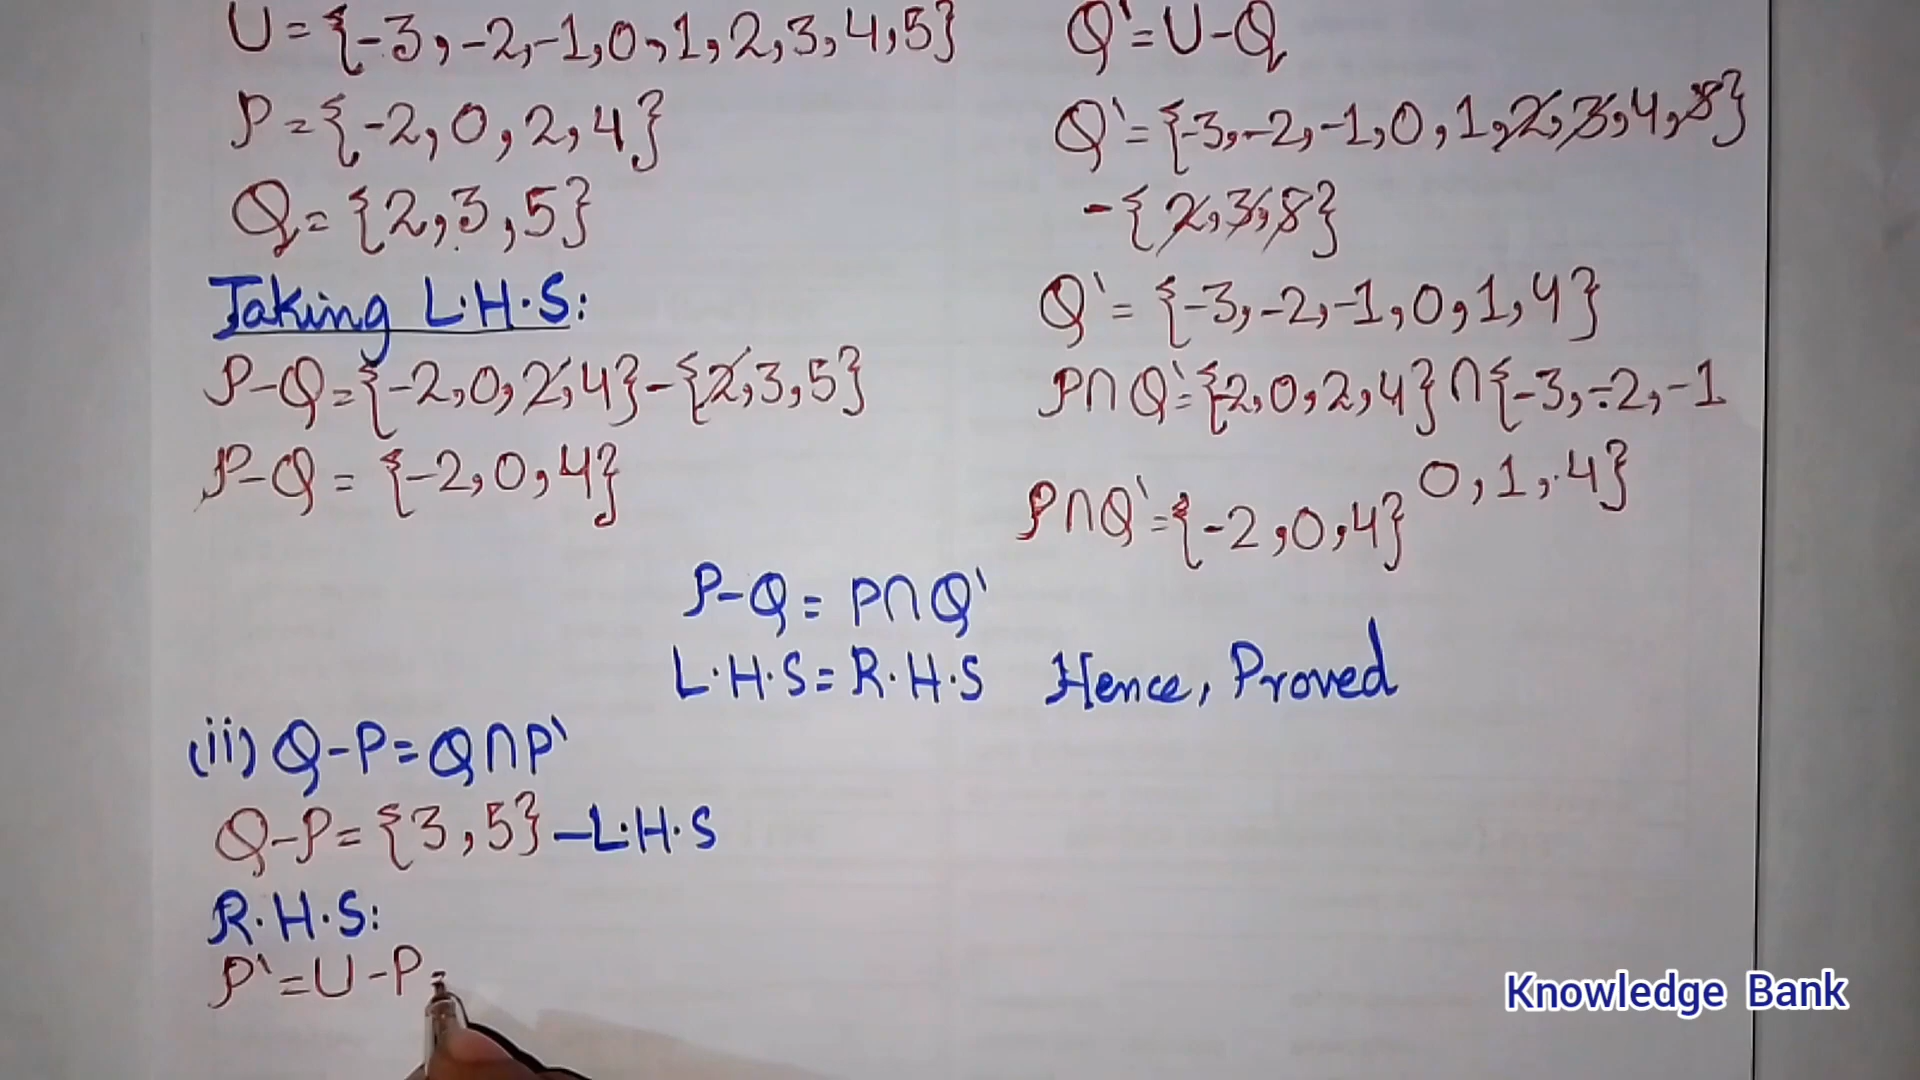 U = {-3, -2, -1, 0, 1, 2, 3, 4, 5}
P = {-2, 0, 2, 4}
Q = {2, 3, 5}
Taking L.H.S:
P-Q = {-2, 0, 2, 4} - {2, 3, 5}
P-Q = {-2, 0, 4}
Q' = U-Q
Q' = {-3, -2, -1, 0, 1, 2, 3, 4, 5}
- {2, 3, 5}
Q' = {-3, -2, -1, 0, 1, 4}
P∩Q' = {-2, 0, 2, 4} ∩ {-3, -2, -1
0, 1, 4}
P∩Q' = {-2, 0, 4}
P-Q = P∩Q'
L.H.S = R.H.S Hence, Proved
(ii) Q-P = Q∩P'
Q-P = {3, 5} - L.H.S
R.H.S:
P' = U-P =
Knowledge Bank